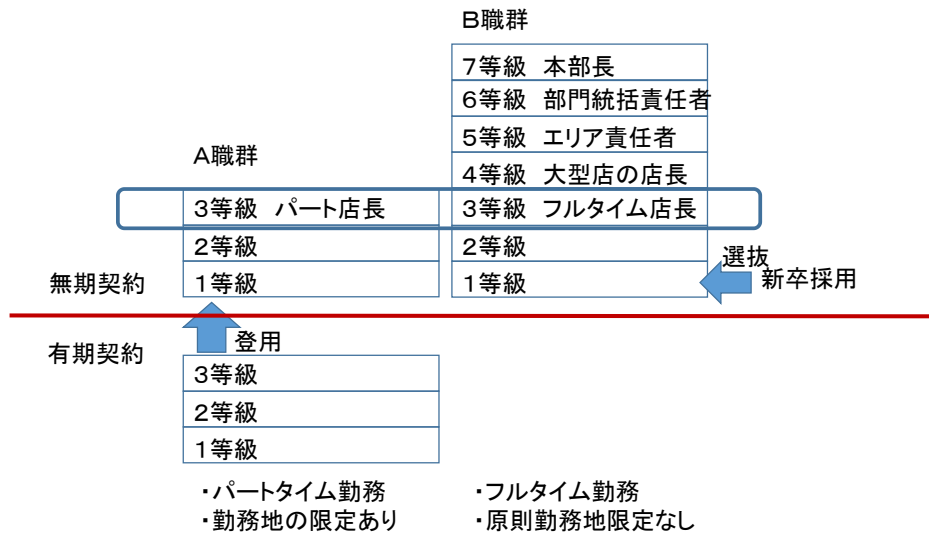 B職群
7等級 本部長
6等級 部門統括責任者
5等級 エリア責任者
A職群
4等級 大型店の店長
3等級 パート店長
3等級 フルタイム店長
2等級
2等級
選抜
無期契約
1等級
1等級
新卒採用
有期契約
登用
3等級
2等級
1等級
・パートタイム勤務
・勤務地の限定あり
・フルタイム勤務
・原則勤務地限定なし